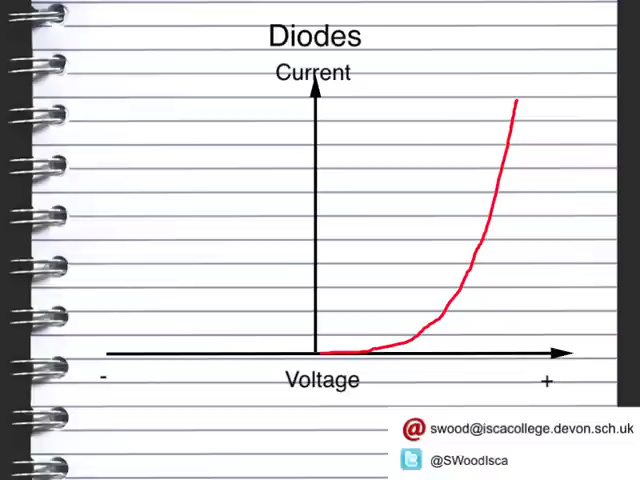 Diodes
Current
-
Voltage
+
@ swood@iscacollege.devon.sch.uk
@SWoodIsca